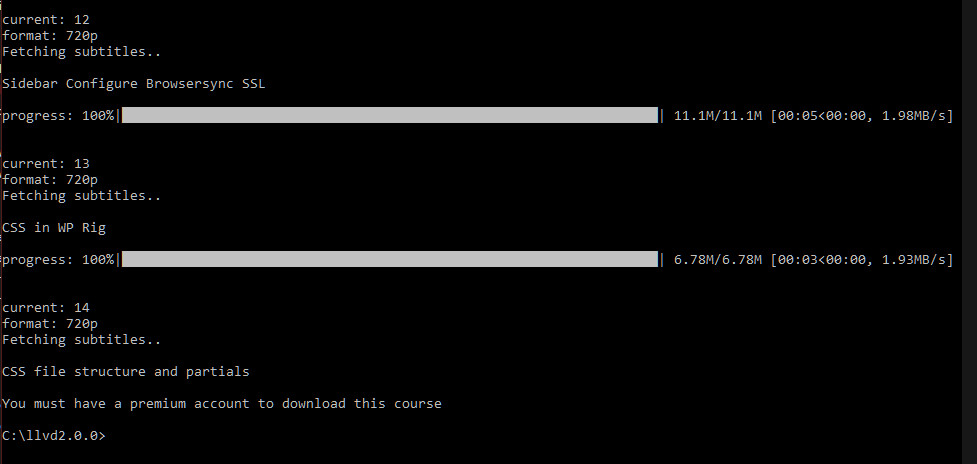 current: 12
format: 720p
Fetching subtitles..
Sidebar Configure Browsersync SSL
progress: 100%|| 11.1M/11.1M [00:05<00:00, 1.98MB/s]
current: 13
format: 720p
Fetching subtitles..
CSS in WP Rig
progress: 100%|| 6.78M/6.78M [00:03<00:00, 1.93MB/s]
current: 14
format: 720p
Fetching subtitles..
CSS file structure and partials
You must have a premium account to download this course
C:\llvd2.0.0>